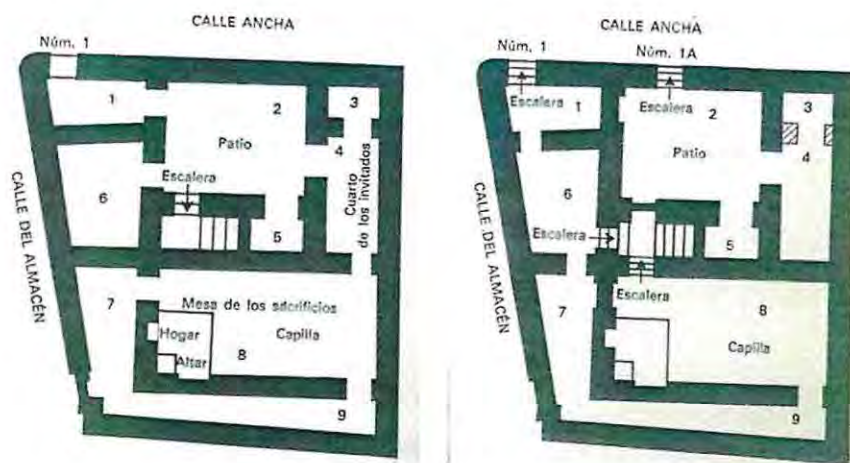 CALLE ANCHA
Núm. 1
1
2
3
Patio
4
Cuarto
de los invitados
Escalera
6
5
CALLE DEL ALMACÉN
7
Mesa de los sacrificios
Hogar
Capilla
Altar
8
9
CALLE ANCHA
Núm. 1
Núm. 1A
Escalera
1
Escalera
2
3
Patio
4
6
Escalera
5
CALLE DEL ALMACÉN
Escalera
7
8
Capilla
9